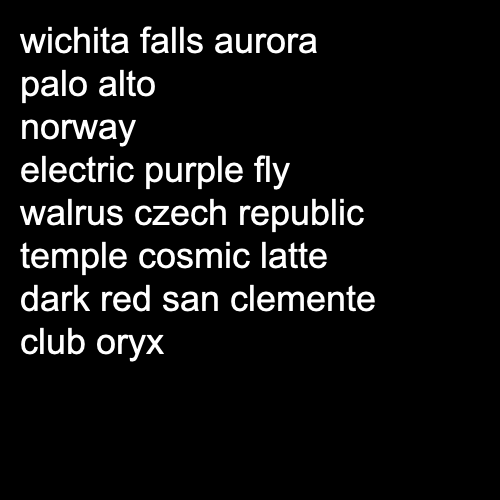 wichita falls aurora
palo alto
norway
electric purple fly
walrus czech republic
temple cosmic latte
dark red san clemente
club oryx